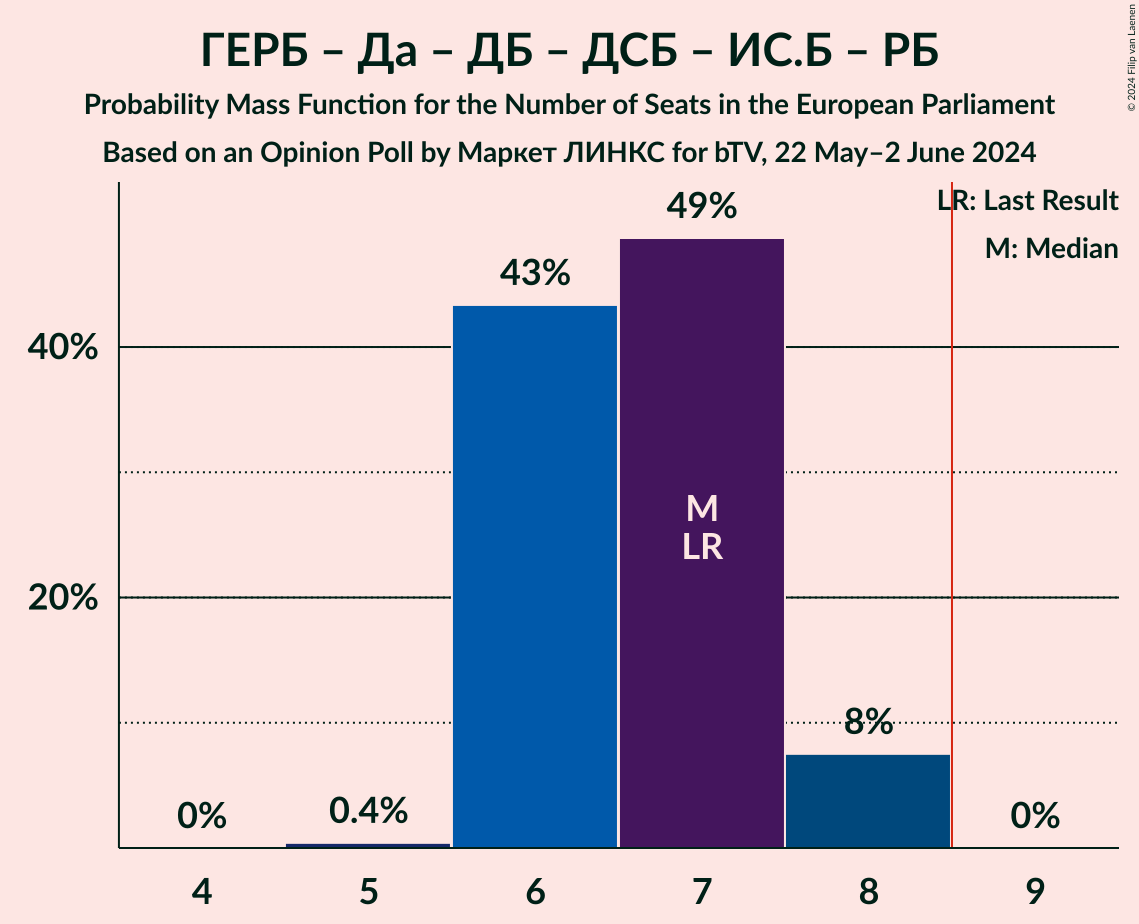 ГЕРБ – Да – ДБ – ДСБ – ИС.Б – РБ
Probability Mass Function for the Number of Seats in the European Parliament
Based on an Opinion Poll by Маркет ЛИНКС for bTV, 22 May–2 June 2024
© 2024 Filip van Laenen
LR: Last Result
M: Median
49%
43%
40%
M
LR
20%
8%
0%
0.4%
0%
4 5 6 7 8 9